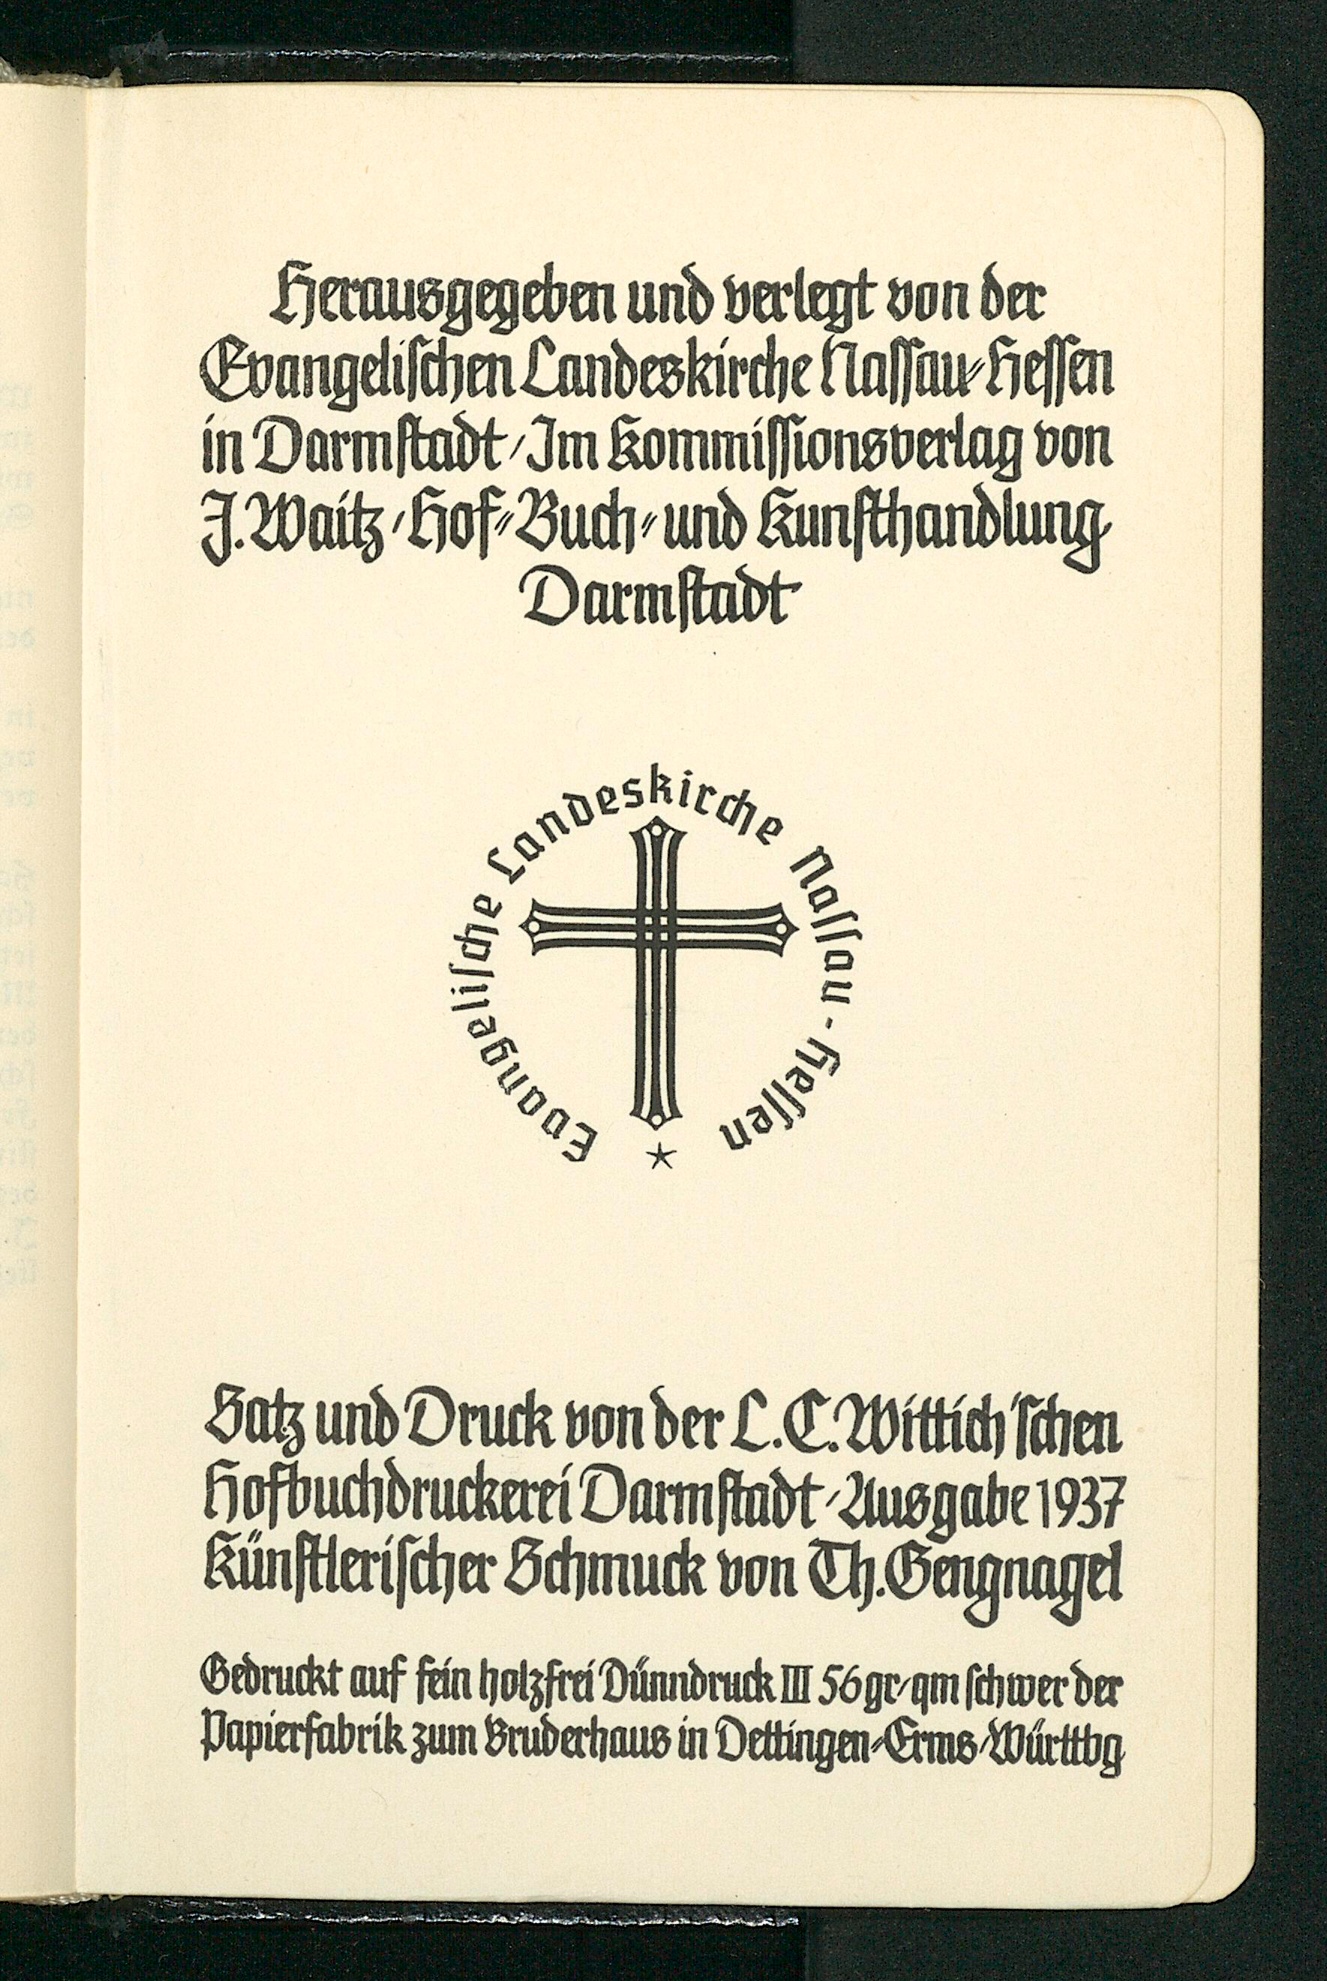 Herausgegeben und verlegt von der
Evangeliſchen Landeskirche Naſſau-Heſſen
in Darmſtadt / Im Kommiſſionsverlag von
J. Waitz / Hof- Buch- und Kunſthandlung,
Darmſtadt
Evangeliſche Landeskirche Naſſau-Heſſen
Satz und Druck von der L. C. Wittich'ſchen
Hofbuchdruckerei Darmſtadt / Ausgabe 1937
Künſtleriſcher Schmuck von Th. Gengnagel
Gedruckt auf fein holzfrei Dünndruck III 56 gr/qm ſchwer der
Papierfabrik zum Bruderhaus in Dettingen-Erms/Württbg